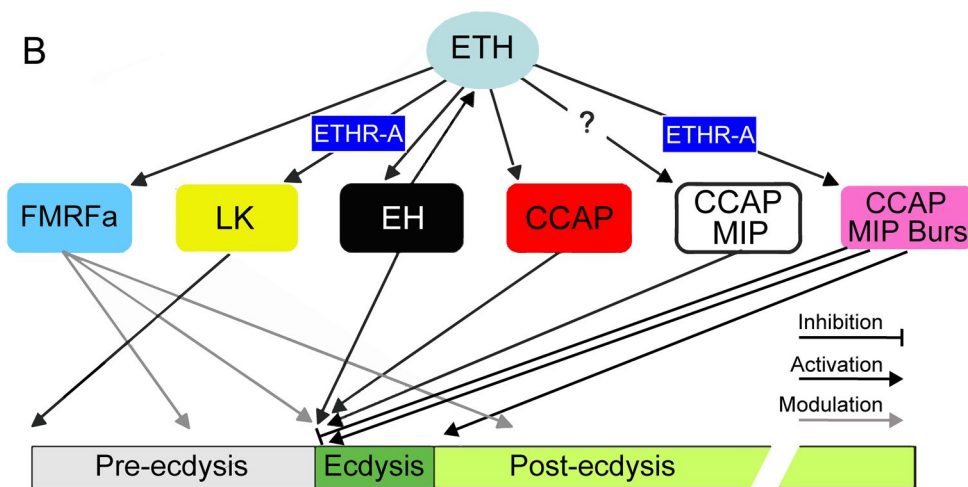 B
ETH
ETHR-A
?
ETHR-A
FMRFa
LK
EH
CCAP
CCAP
MIP
CCAP
MIP Burs
Inhibition
Activation
Modulation
Pre-ecdysis
Ecdysis
Post-ecdysis